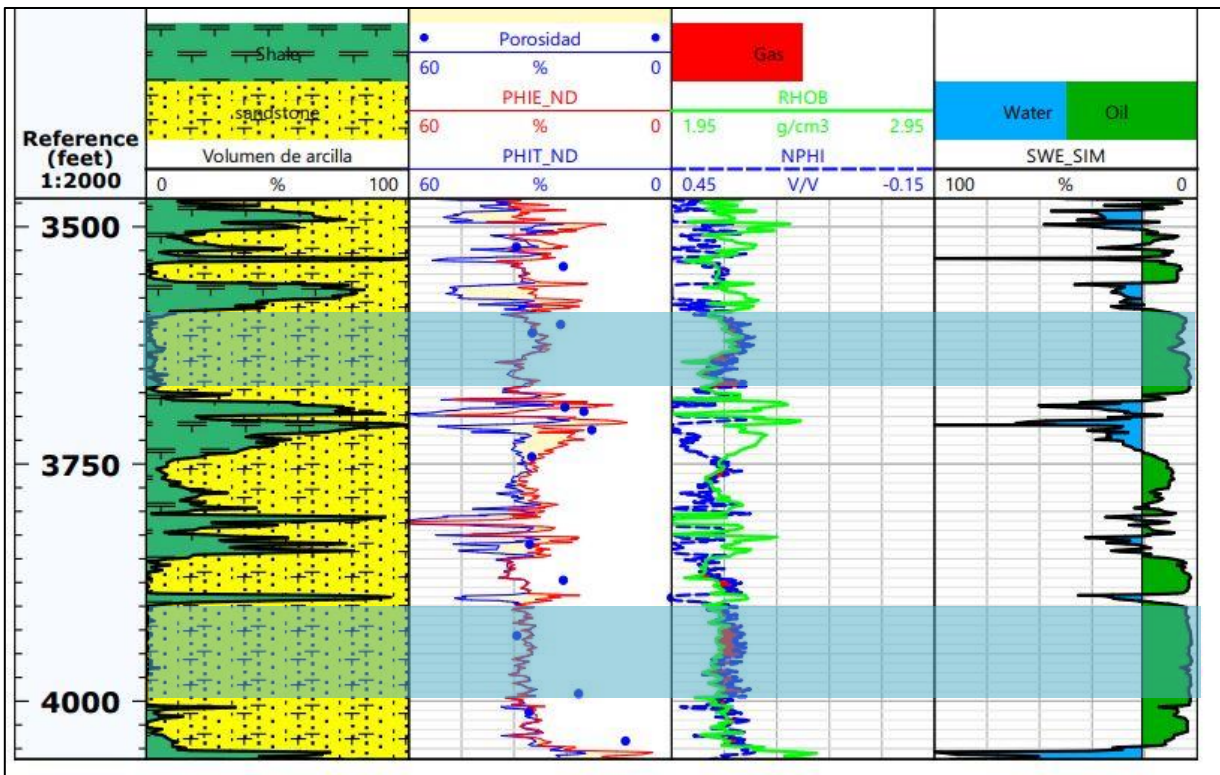 Reference
(feet)
1:2000
Shale
sandstone
Volumen de arcilla
0 % 100
Porosidad
60 % 0
PHIE_ND
60 % 0
PHIT_ND
60 % 0
Gas
RHOB
1.95 g/cm3 2.95
NPHI
0.45 V/V -0.15
Water Oil
SWE_SIM
100 % 0
3500
3750
4000